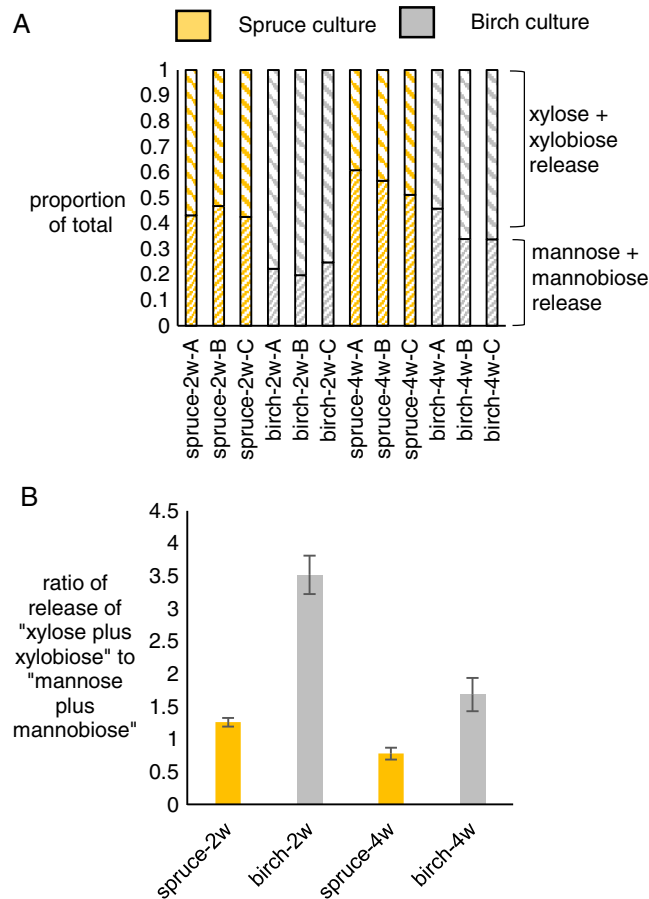 A
Spruce culture
Birch culture
1
0.9
0.8
0.7
0.6
0.5
0.4
0.3
0.2
0.1
0
proportion
of total
xylose +
xylobiose
release
mannose +
mannobiose
release
spruce-2w-A
spruce-2w-B
spruce-2w-C
birch-2w-A
birch-2w-B
birch-2w-C
spruce-4w-A
spruce-4w-B
spruce-4w-C
birch-4w-A
birch-4w-B
birch-4w-C
B
4.5
4
3.5
3
2.5
2
1.5
1
0.5
0
ratio of
release of
"xylose plus
xylobiose" to
"mannose
plus
mannobiose"
spruce-2w
birch-2w
spruce-4w
birch-4w